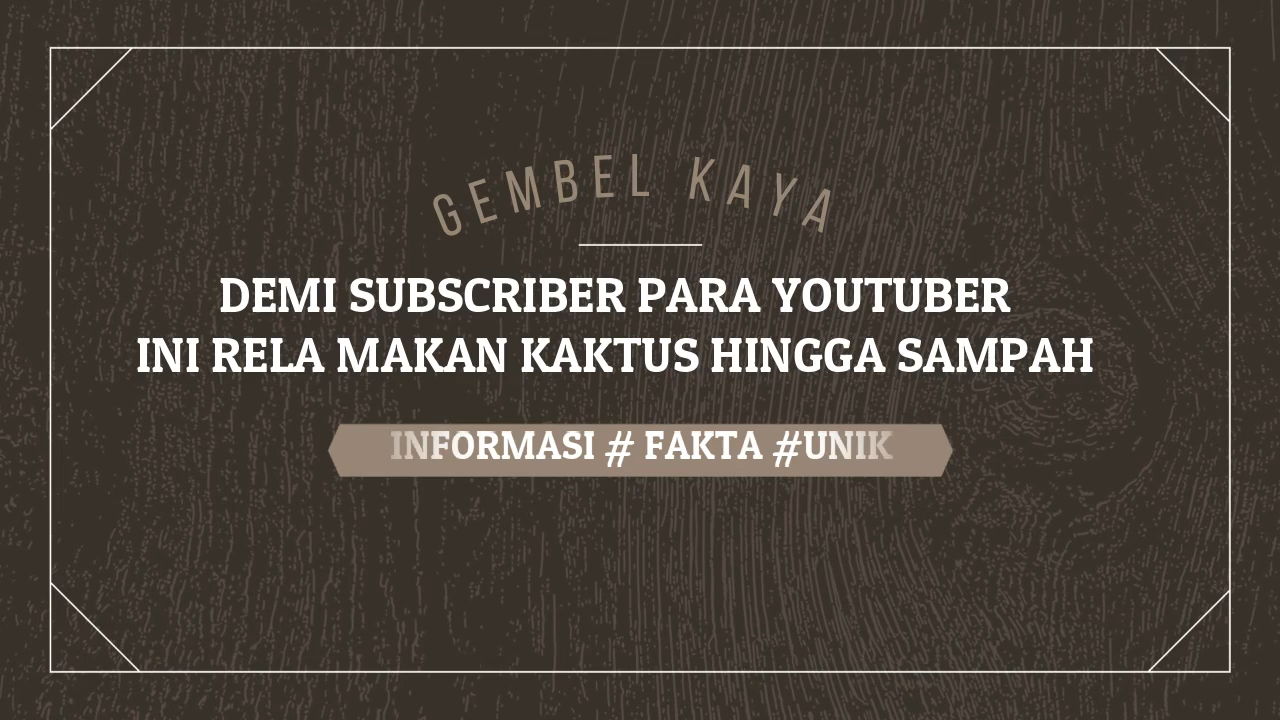 GEMBEL KAYA
DEMI SUBSCRIBER PARA YOUTUBER
INI RELA MAKAN KAKTUS HINGGA SAMPAH
INFORMASI # FAKTA #UNIK